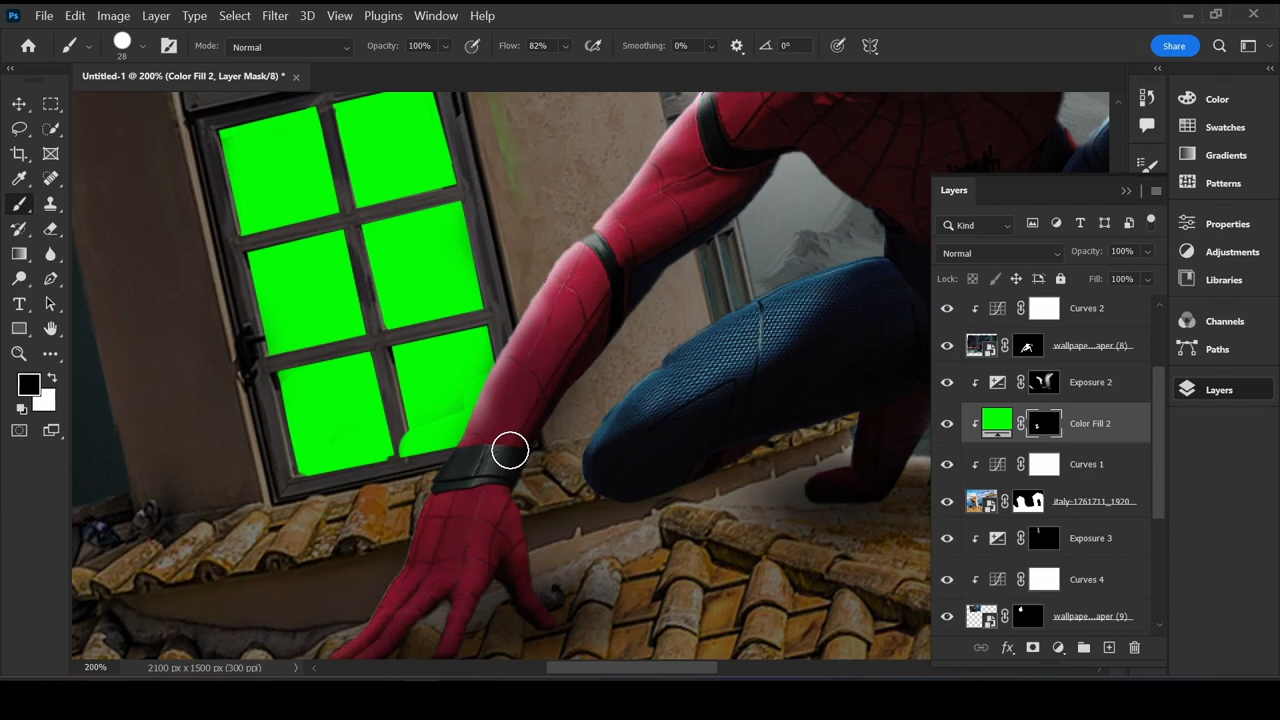 Ps File Edit Image Layer Type Select Filter 3D View Plugins Window Help
28 Mode: Normal Opacity: 100% Flow: 82% Smoothing: 0% 0° Share
Untitled-1 @ 200% (Color Fill 2, Layer Mask/8) * ×
Color
Swatches
Gradients
Patterns
Properties
Adjustments
Libraries
Channels
Paths
Layers
Layers
Kind
Normal Opacity: 100%
Lock: Fill: 100%
Curves 2
wallpape...aper (8)
Exposure 2
Color Fill 2
Curves 1
italy-1761711_1920
Exposure 3
Curves 4
wallpape...aper (9)
fx
200% 2100 px x 1500 px (300 ppi)